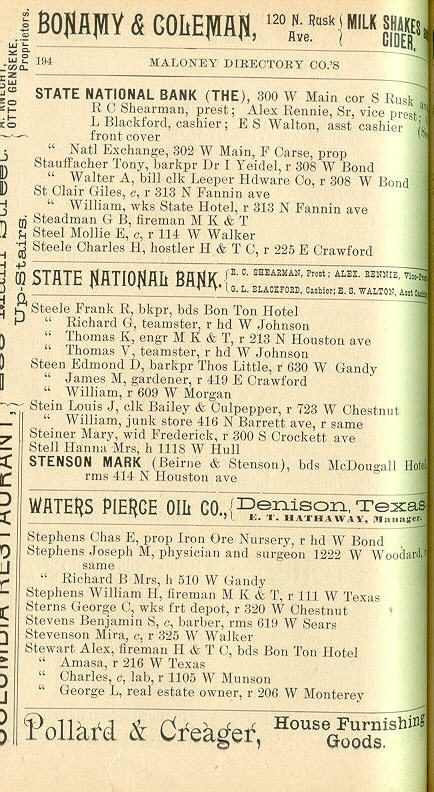 BONAMY & COLEMAN, 120 N. Rusk Ave. { MILK SHAKES
CIDER.
194 MALONEY DIRECTORY CO.'S
STATE NATIONAL BANK (THE), 300 W Main cor S Rusk
R C Shearman, prest; Alex Rennie, Sr, vice prest;
L Blackford, cashier; E S Walton, asst cashier
front cover
" Natl Exchange, 302 W Main, F Carse, prop
Stauffacher Tony, barkpr Dr I Yeidel, r 308 W Bond
" Walter A, bill clk Leeper Hdware Co, r 308 W Bond
St Clair Giles, c, r 313 N Fannin ave
" William, wks State Hotel, r 313 N Fannin ave
Steadman G B, fireman M K & T
Steel Mollie E, c, r 114 W Walker
Steele Charles H, hostler H & T C, r 225 E Crawford
STATE NATIONAL BANK. { R. C. SHEARMAN, Prest; ALEX. RENNIE,
O. L. BLACKFORD, Cashier; E. S. WALTON, Asst
Steele Frank R, bkpr, bds Bon Ton Hotel
" Richard G, teamster, r hd W Johnson
" Thomas K, engr M K & T, r 213 N Houston ave
" Thomas V, teamster, r hd W Johnson
Steen Edmond D, barkpr Thos Little, r 630 W Gandy
" James M, gardener, r 419 E Crawford
" William, r 609 W Morgan
Stein Louis J, clk Bailey & Culpepper, r 723 W Chestnut
" William, junk store 416 N Barrett ave, r same
Steiner Mary, wid Frederick, r 300 S Crockett ave
Stell Hanna Mrs, h 1118 W Hull
STENSON MARK (Beirne & Stenson), bds McDougall Hotel
rms 414 N Houston ave
WATERS PIERCE OIL CO., { Denison, Texas
E. T. HATHAWAY, Manager.
Stephens Chas E, prop Iron Ore Nursery, r hd W Bond
Stephens Joseph M, physician and surgeon 1222 W Woodard,
same
" Richard B Mrs, h 510 W Gandy
Stephens William H, fireman M K & T, r 111 W Texas
Sterns George C, wks frt depot, r 320 W Chestnut
Stevens Benjamin S, c, barber, rms 619 W Sears
Stevenson Mira, c, r 325 W Walker
Stewart Alex, fireman H & T C, bds Bon Ton Hotel
" Amasa, r 216 W Texas
" Charles, c, lab, r 1105 W Munson
" George L, real estate owner, r 206 W Monterey
Pollard & Creager, House Furnishing
Goods.
COLUMBIA RESTAURANT,
Main Street.
Up-Stairs.
OTTO GENSEKE,
Proprietors.